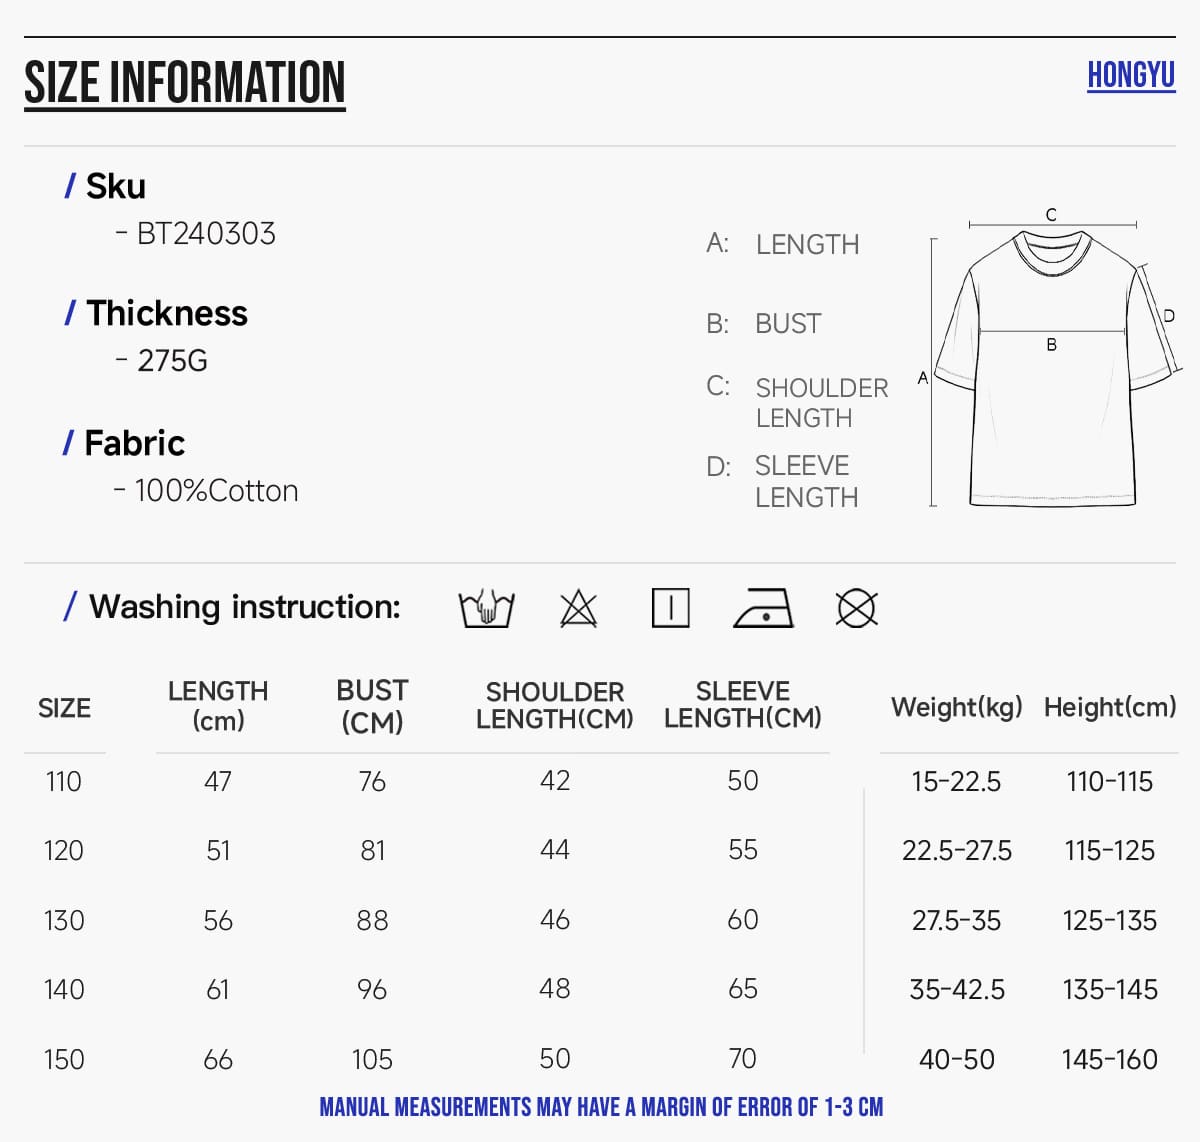 SIZE INFORMATION
HONGYU
/ Sku
- BT240303
/ Thickness
- 275G
/ Fabric
- 100%Cotton
A: LENGTH
B: BUST
C: SHOULDER
LENGTH
D: SLEEVE
LENGTH
C
D
B
A
/ Washing instruction:
SIZE LENGTH (cm) BUST (CM) SHOULDER LENGTH(CM) SLEEVE LENGTH(CM) Weight(kg) Height(cm)
110 47 76 42 50 15-22.5 110-115
120 51 81 44 55 22.5-27.5 115-125
130 56 88 46 60 27.5-35 125-135
140 61 96 48 65 35-42.5 135-145
150 66 105 50 70 40-50 145-160
MANUAL MEASUREMENTS MAY HAVE A MARGIN OF ERROR OF 1-3 CM